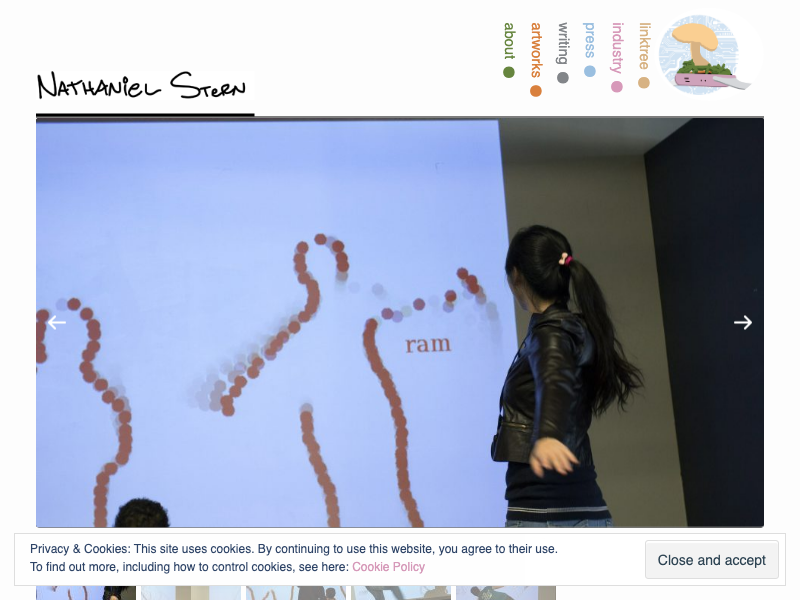 about
artworks
writing
press
industry
linktree
Nathaniel Stern
ram
Privacy & Cookies: This site uses cookies. By continuing to use this website, you agree to their use.
To find out more, including how to control cookies, see here: Cookie Policy
Close and accept